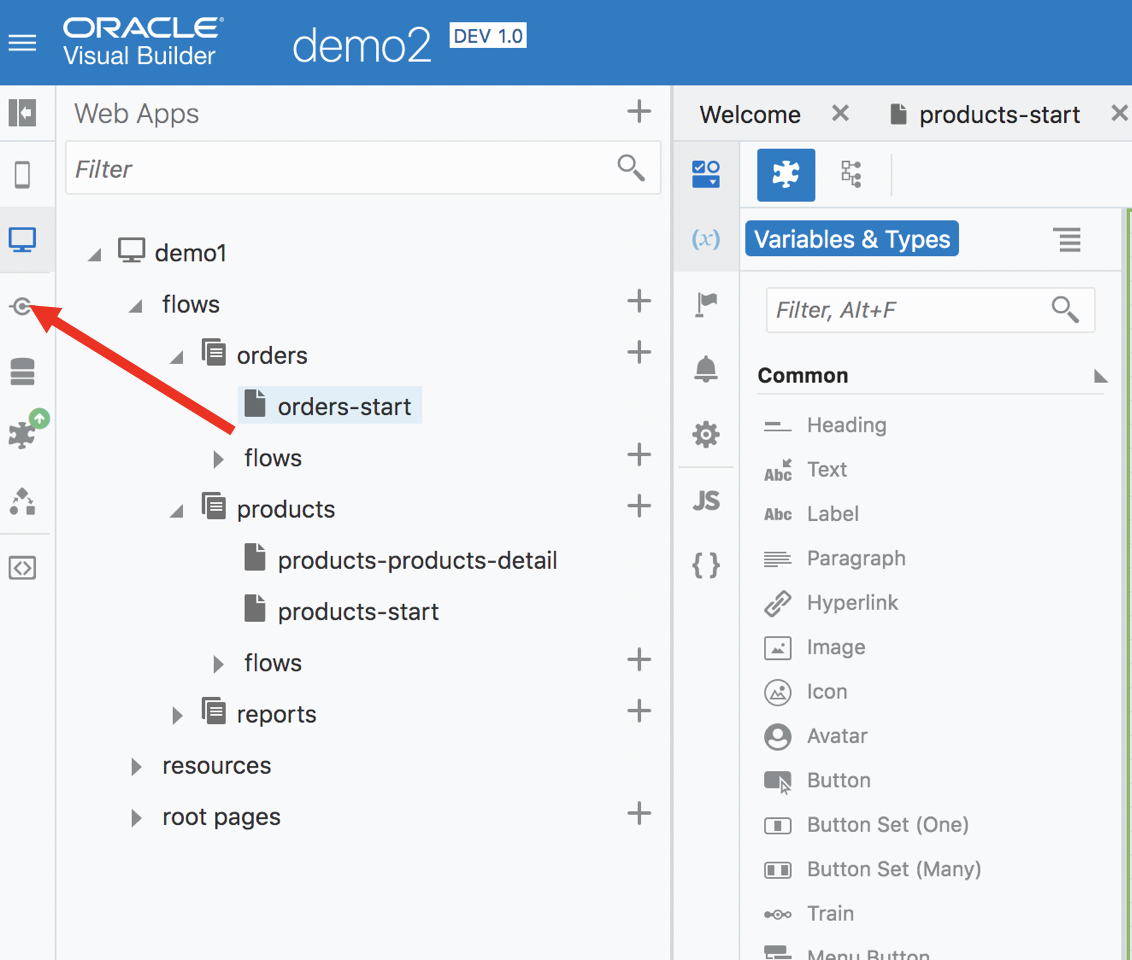 ORACLE
Visual Builder
demo2
DEV 1.0
Web Apps
Filter
demo1
flows
orders
orders-start
flows
products
products-products-detail
products-start
flows
reports
resources
root pages
Welcome
products-start
(x)
JS
{ }
Variables & Types
Filter, Alt+F
Common
Heading
Abc Text
Abc Label
Paragraph
Hyperlink
Image
Icon
Avatar
Button
Button Set (One)
Button Set (Many)
Train
Menu Button